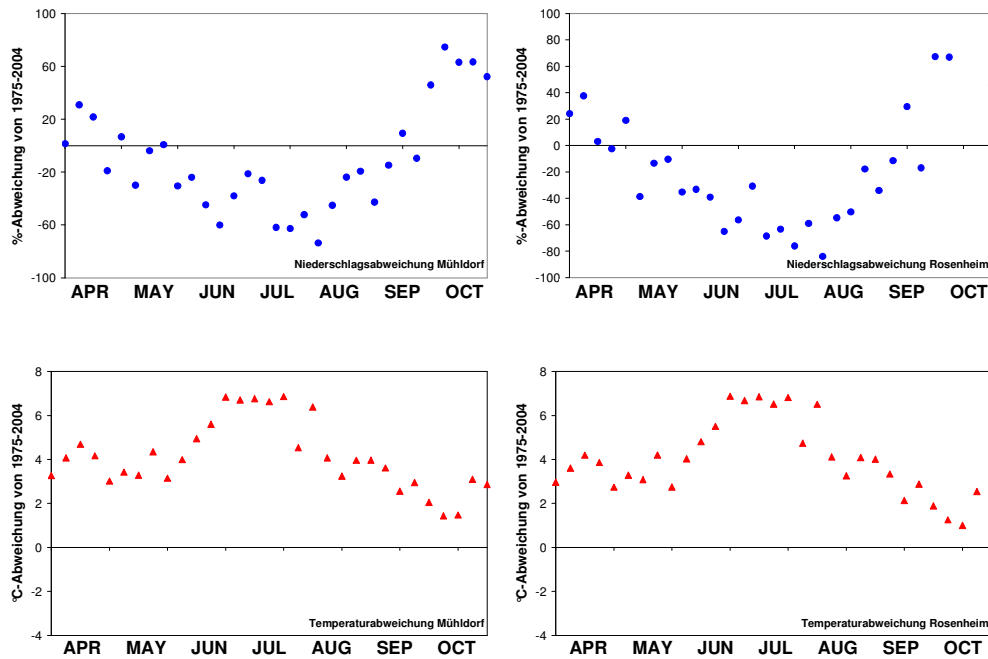 100
60
20
-20
-60
-100
%-Abweichung von 1975-2004
Niederschlagsabweichung Mühldorf
APR MAY JUN JUL AUG SEP OCT
100
80
60
40
20
0
-20
-40
-60
-80
-100
%-Abweichung von 1975-2004
Niederschlagsabweichung Rosenheim
APR MAY JUN JUL AUG SEP OCT
8
6
4
2
0
-2
-4
°C-Abweichung von 1975-2004
Temperaturabweichung Mühldorf
APR MAY JUN JUL AUG SEP OCT
8
6
4
2
0
-2
-4
°C-Abweichung von 1975-2004
Temperaturabweichung Rosenheim
APR MAY JUN JUL AUG SEP OCT